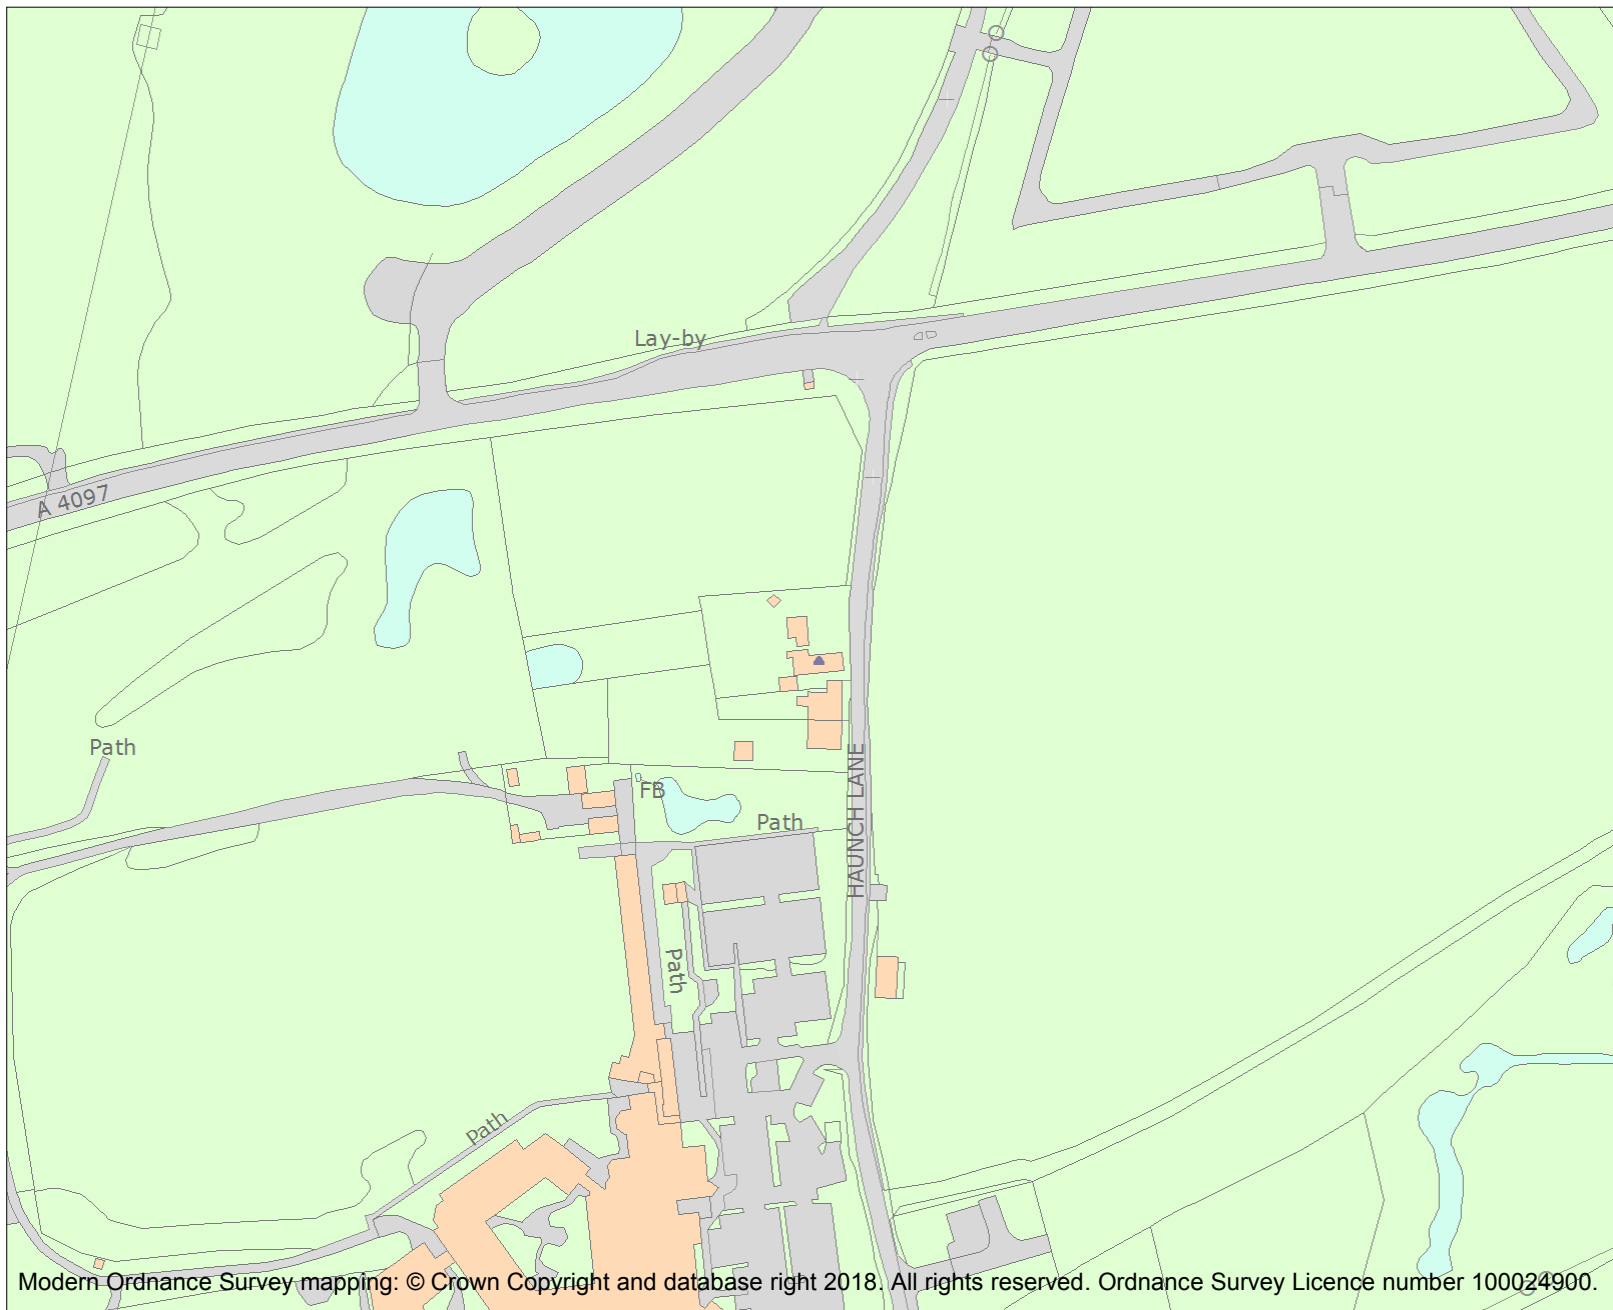 Lay-by
A 4097
Path
HAUNCH LANE
FB
Path
Path
Path
Modern Ordnance Survey mapping: © Crown Copyright and database right 2018. All rights reserved. Ordnance Survey Licence number 100024900.